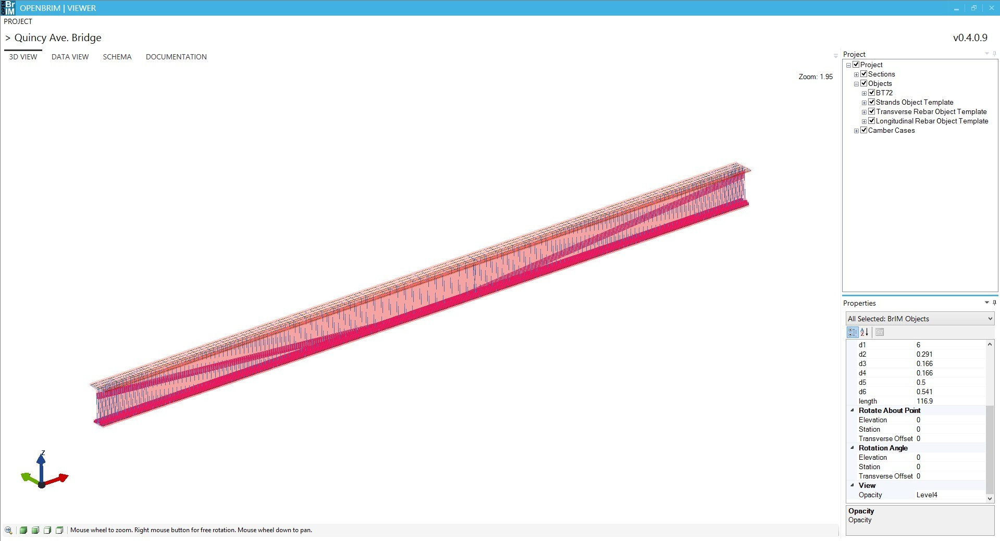 OPEN BrIM OPENBRIM | VIEWER
PROJECT
> Quincy Ave. Bridge
v0.4.0.9
3D VIEW DATA VIEW SCHEMA DOCUMENTATION
Zoom: 1.95
Z
Mouse wheel to zoom. Right mouse button for free rotation. Mouse wheel down to pan.
Project
Project
Sections
Objects
BT72
Strands Object Template
Transverse Rebar Object Template
Longitudinal Rebar Object Template
Camber Cases
Properties
All Selected: BrIM Objects
A Z
d1 6
d2 0.291
d3 0.166
d4 0.166
d5 0.5
d6 0.541
length 116.9
Rotate About Point
Elevation 0
Station 0
Transverse Offset 0
Rotation Angle
Elevation 0
Station 0
Transverse Offset 0
View
Opacity Level4
Opacity
Opacity